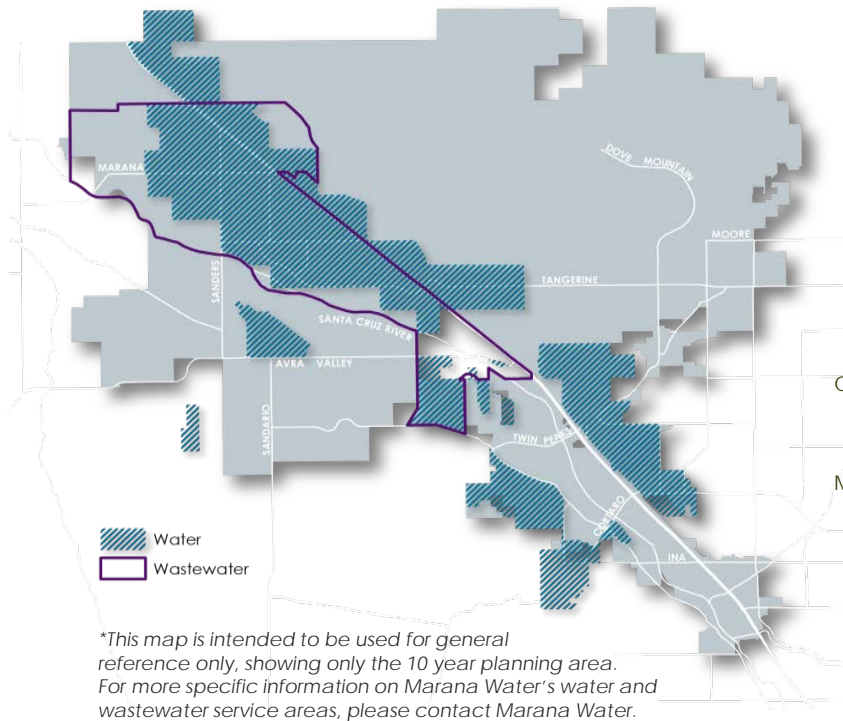 DOVE MOUNTAIN
MARANA
MOORE
SANDERS
TANGERINE
SANTA CRUZ RIVER
AVRA VALLEY
C
SANDARIO
TWIN PEAKS
M
CORTARO
INA
Water
Wastewater
*This map is intended to be used for general
reference only, showing only the 10 year planning area.
For more specific information on Marana Water's water and
wastewater service areas, please contact Marana Water.